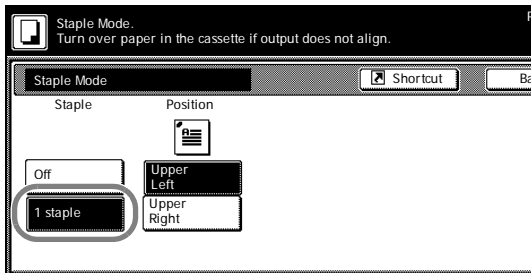 Staple Mode.
Turn over paper in the cassette if output does not align.
Staple Mode
Shortcut
Staple
Position
Off
Upper
Left
1 staple
Upper
Right